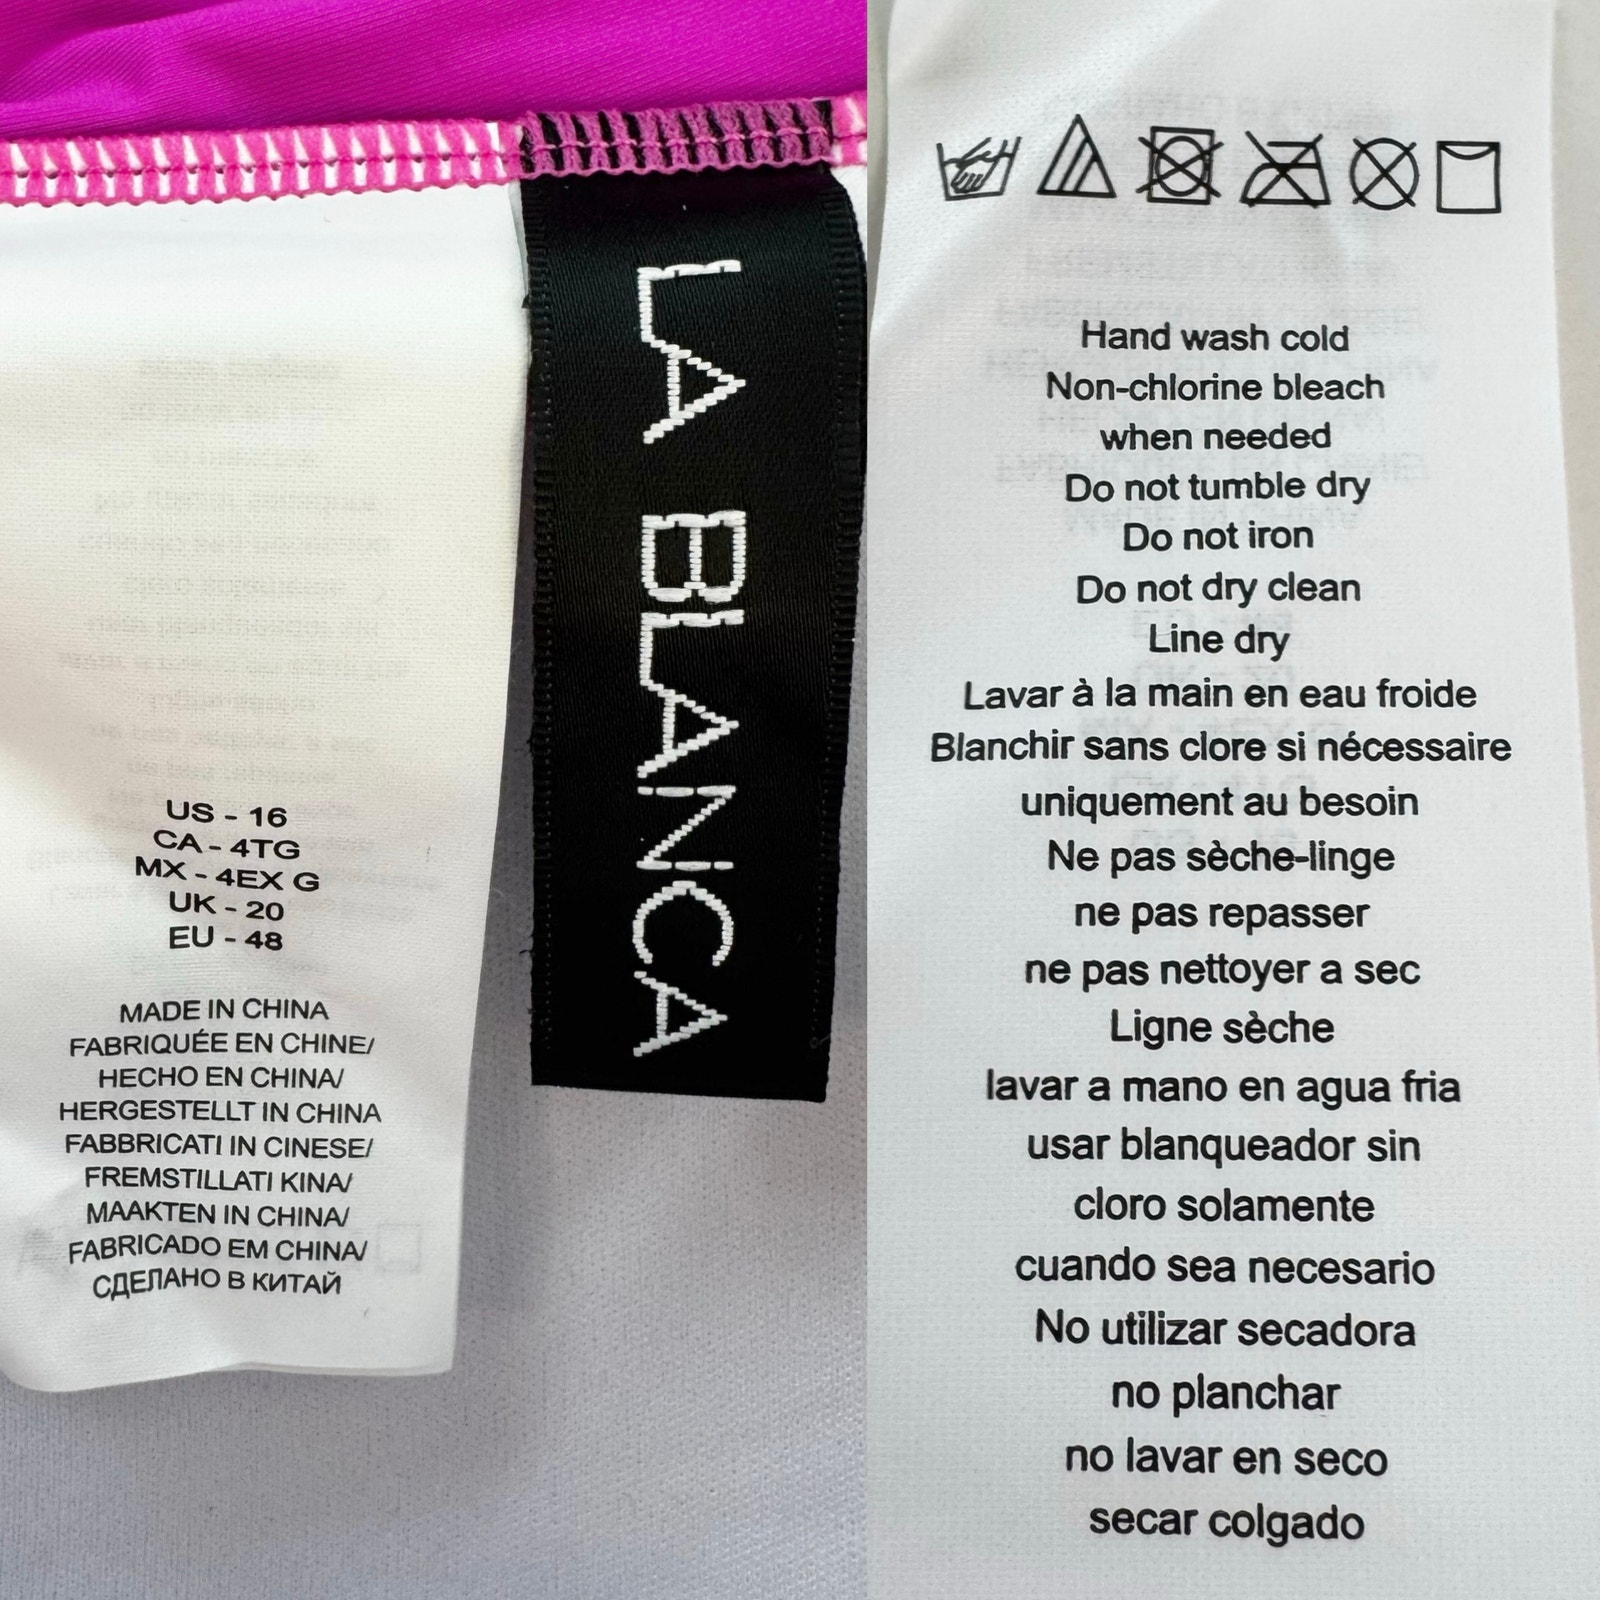 LA BLANCA
US - 16
CA - 4TG
MX - 4EX G
UK - 20
EU - 48
MADE IN CHINA
FABRIQUÉE EN CHINE/
HECHO EN CHINA/
HERGESTELLT IN CHINA
FABBRICATI IN CINESE/
FREMSTILLATI KINA/
MAAKTEN IN CHINA/
FABRICADO EM CHINA/
СДЕЛАНО В КИТАЙ
Hand wash cold
Non-chlorine bleach
when needed
Do not tumble dry
Do not iron
Do not dry clean
Line dry
Lavar à la main en eau froide
Blanchir sans clore si nécessaire
uniquement au besoin
Ne pas sèche-linge
ne pas repasser
ne pas nettoyer a sec
Ligne sèche
lavar a mano en agua fria
usar blanqueador sin
cloro solamente
cuando sea necesario
No utilizar secadora
no planchar
no lavar en seco
secar colgado